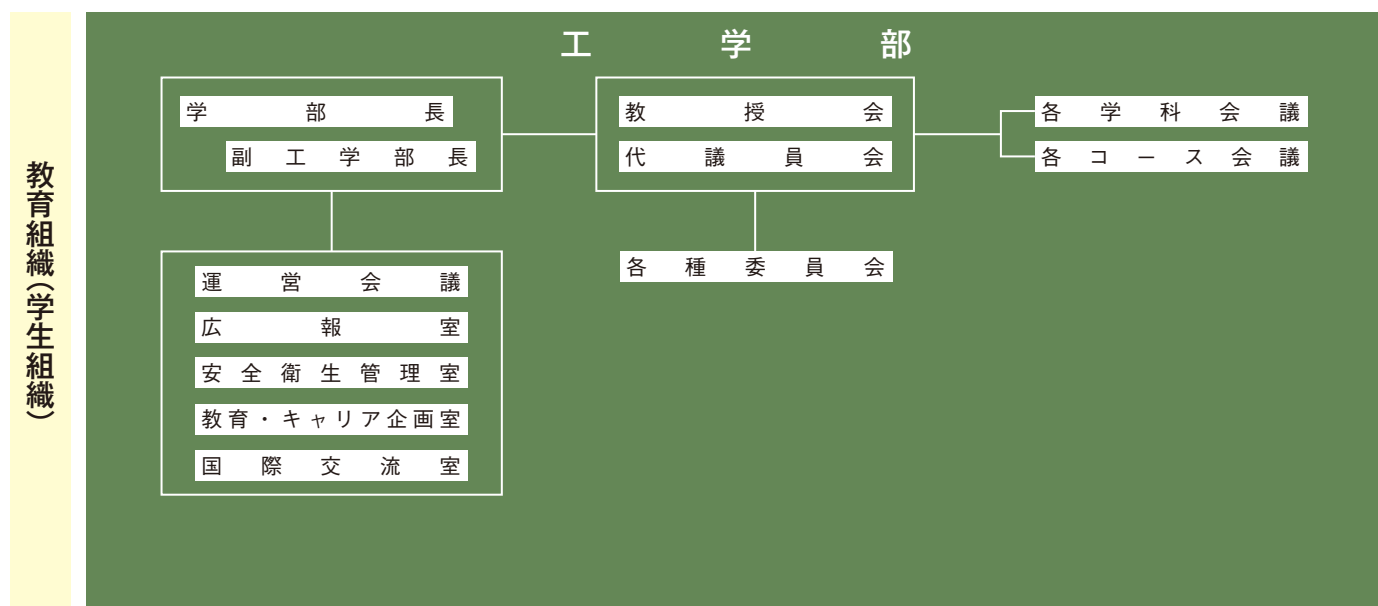 教育組織(学生組織)
工学部
学部長
副工学部長
教授会
代議員会
各学科会議
各コース会議
運営会議
広報室
安全衛生管理室
教育・キャリア企画室
国際交流室
各種委員会